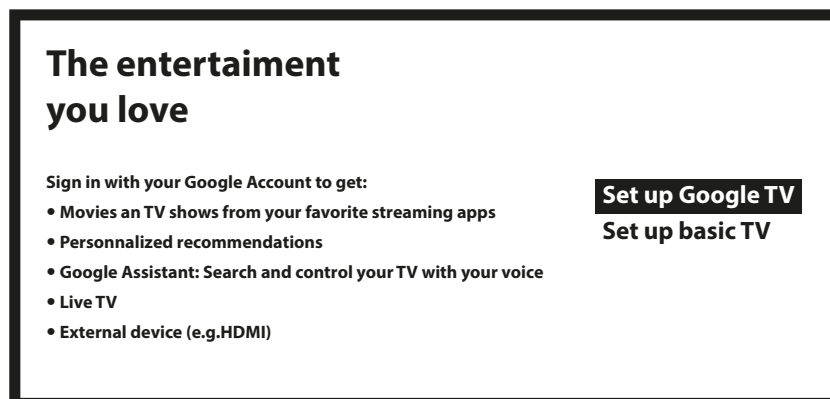 The entertaiment
you love
Sign in with your Google Account to get:
• Movies an TV shows from your favorite streaming apps
• Personnalized recommendations
• Google Assistant: Search and control your TV with your voice
• Live TV
• External device (e.g.HDMI)
Set up Google TV
Set up basic TV